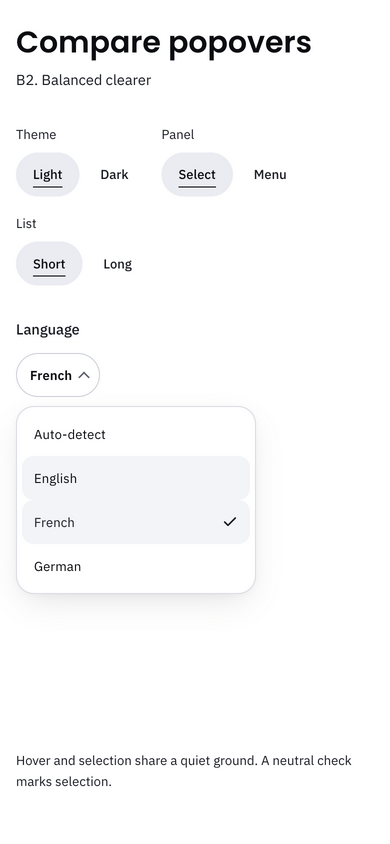 Compare popovers
B2. Balanced clearer
Theme
Panel
Light
Dark
Select
Menu
List
Short
Long
Language
French
Auto-detect
English
French
German
Hover and selection share a quiet ground. A neutral check
marks selection.